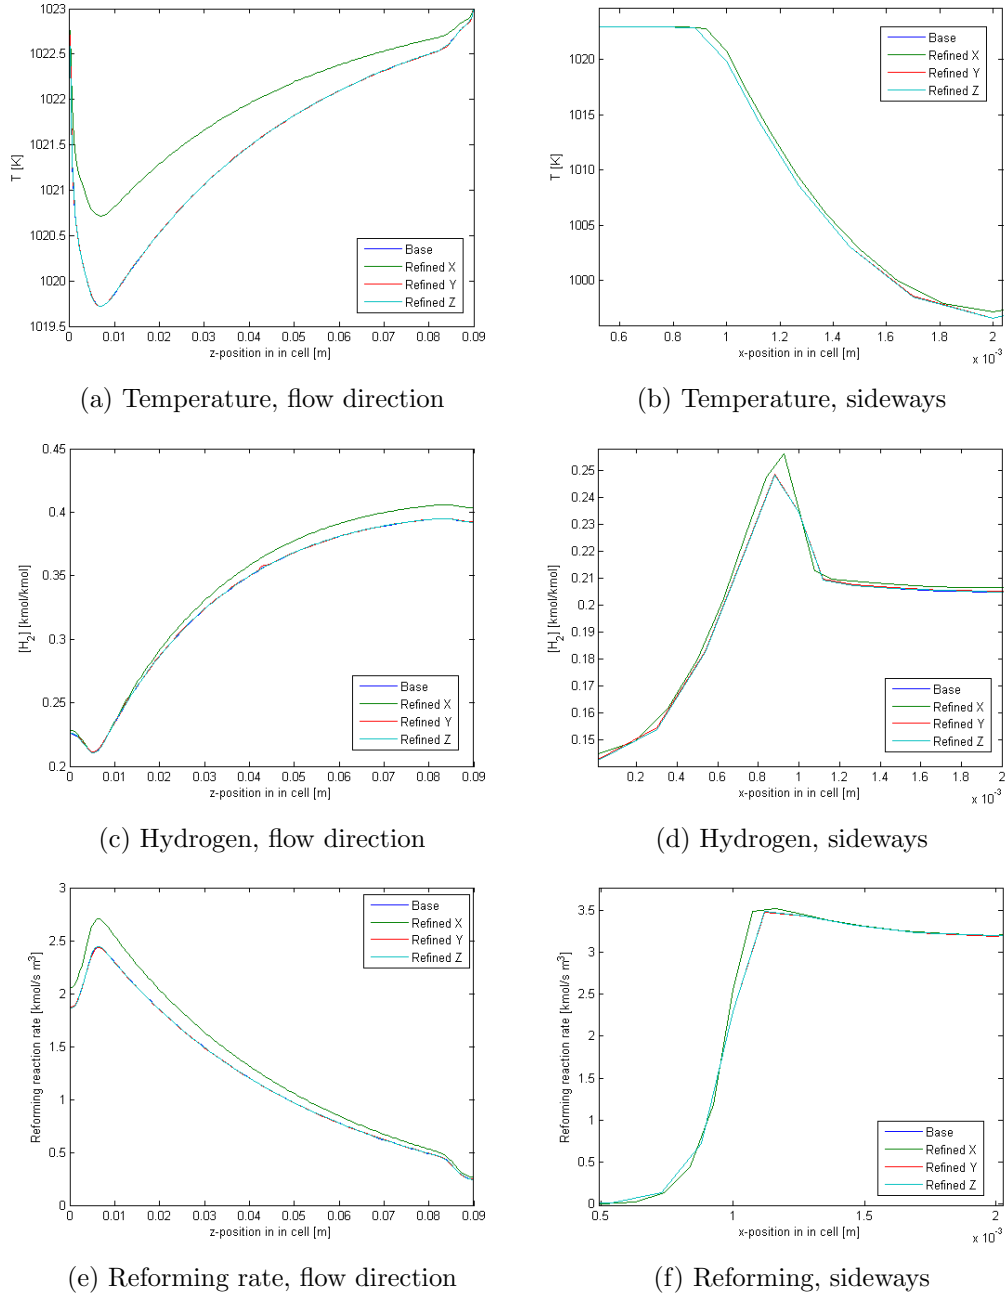 1023
1022.5
1022
1021.5
1021
1020.5
1020
1019.5
T [K]
0 0.01 0.02 0.03 0.04 0.05 0.06 0.07 0.08 0.09
z-position in in cell [m]
Base
Refined X
Refined Y
Refined Z
(a) Temperature, flow direction
1020
1015
1010
1005
1000
T [K]
0.6 0.8 1 1.2 1.4 1.6 1.8 2
x-position in in cell [m]
x 10⁻³
Base
Refined X
Refined Y
Refined Z
(b) Temperature, sideways
0.45
0.4
0.35
0.3
0.25
0.2
[H₂] [kmol/kmol]
0 0.01 0.02 0.03 0.04 0.05 0.06 0.07 0.08 0.09
z-position in in cell [m]
Base
Refined X
Refined Y
Refined Z
(c) Hydrogen, flow direction
0.25
0.24
0.23
0.22
0.21
0.2
0.19
0.18
0.17
0.16
0.15
[H₂] [kmol/kmol]
0.2 0.4 0.6 0.8 1 1.2 1.4 1.6 1.8 2
x-position in in cell [m]
x 10⁻³
Base
Refined X
Refined Y
Refined Z
(d) Hydrogen, sideways
3
2.5
2
1.5
1
0.5
0
Reforming reaction rate [kmol/s m³]
0 0.01 0.02 0.03 0.04 0.05 0.06 0.07 0.08 0.09
z-position in in cell [m]
Base
Refined X
Refined Y
Refined Z
(e) Reforming rate, flow direction
3.5
3
2.5
2
1.5
1
0.5
0
Reforming reaction rate [kmol/s m³]
0.5 1 1.5 2
x-position in in cell [m]
x 10⁻³
Base
Refined X
Refined Y
Refined Z
(f) Reforming, sideways